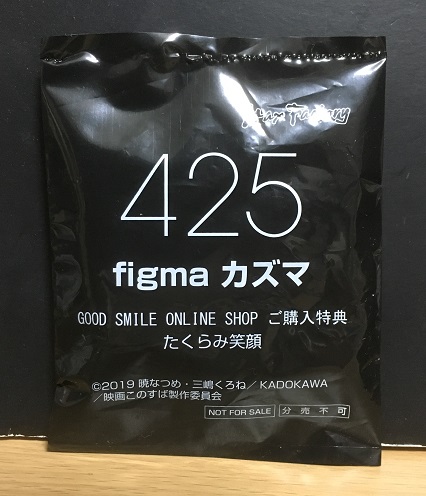 Max Factory
425
figma カズマ
GOOD SMILE ONLINE SHOP ご購入特典
たくらみ笑顔
©2019 暁なつめ・三嶋くろね／KADOKAWA
／映画このすば製作委員会
NOT FOR SALE 分売不可